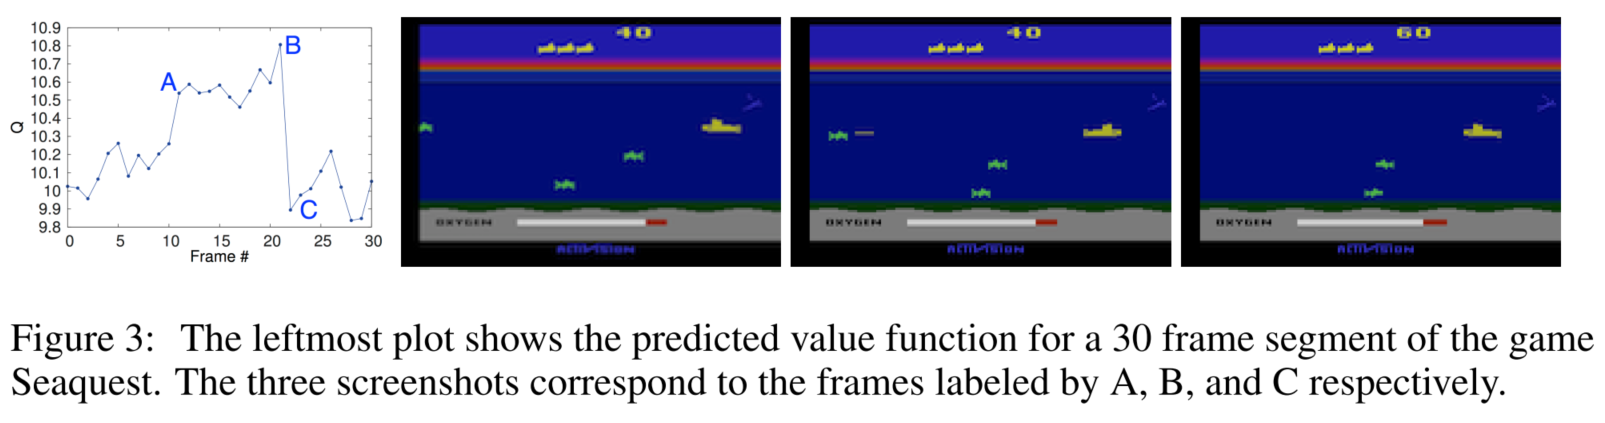 10.9
10.8
10.7
10.6
10.5
10.4
10.3
10.2
10.1
10
9.9
9.8
Q
A
B
C
0 5 10 15 20 25 30
Frame #
40
OXYGEN
ACTIVISION
40
OXYGEN
ACTIVISION
60
OXYGEN
ACTIVISION
Figure 3: The leftmost plot shows the predicted value function for a 30 frame segment of the game
Seaquest. The three screenshots correspond to the frames labeled by A, B, and C respectively.